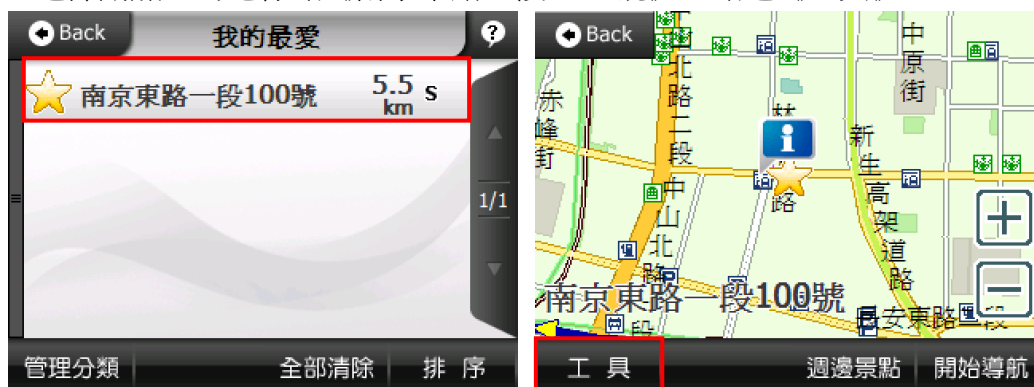 Back
我的最愛
?
南京東路一段100號
5.5 km
S
1/1
管理分類
全部清除
排 序
Back
中原街
北路二段
赤峰街
林
新生高架道路
路
中山北路
段
南京東路一段100號
長安東路
段
工 具
週邊景點
開始導航